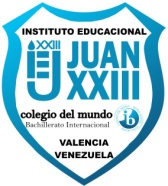 INSTITUTO EDUCACIONAL
XXIII
JUAN
XXIII
colegio del mundo
Bachillerato Internacional
ib
VALENCIA
VENEZUELA